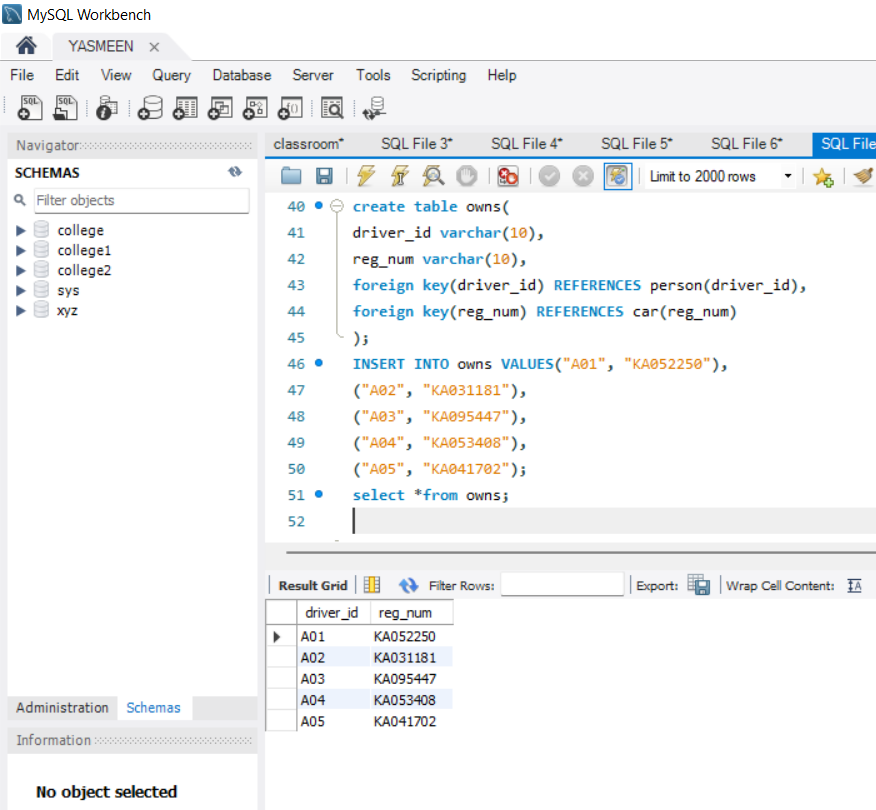 MySQL Workbench
YASMEEN
File Edit View Query Database Server Tools Scripting Help
Navigator
SCHEMAS
Filter objects
college
college1
college2
sys
xyz
Administration Schemas
Information
No object selected
classroom* SQL File 3* SQL File 4* SQL File 5* SQL File 6* SQL File
Limit to 2000 rows
40 create table owns(
41 driver_id varchar(10),
42 reg_num varchar(10),
43 foreign key(driver_id) REFERENCES person(driver_id),
44 foreign key(reg_num) REFERENCES car(reg_num)
45 );
46 INSERT INTO owns VALUES("A01", "KA052250"),
47 ("A02", "KA031181"),
48 ("A03", "KA095447"),
49 ("A04", "KA053408"),
50 ("A05", "KA041702");
51 select *from owns;
52
Result Grid Filter Rows: Export: Wrap Cell Content:
driver_id reg_num
A01 KA052250
A02 KA031181
A03 KA095447
A04 KA053408
A05 KA041702